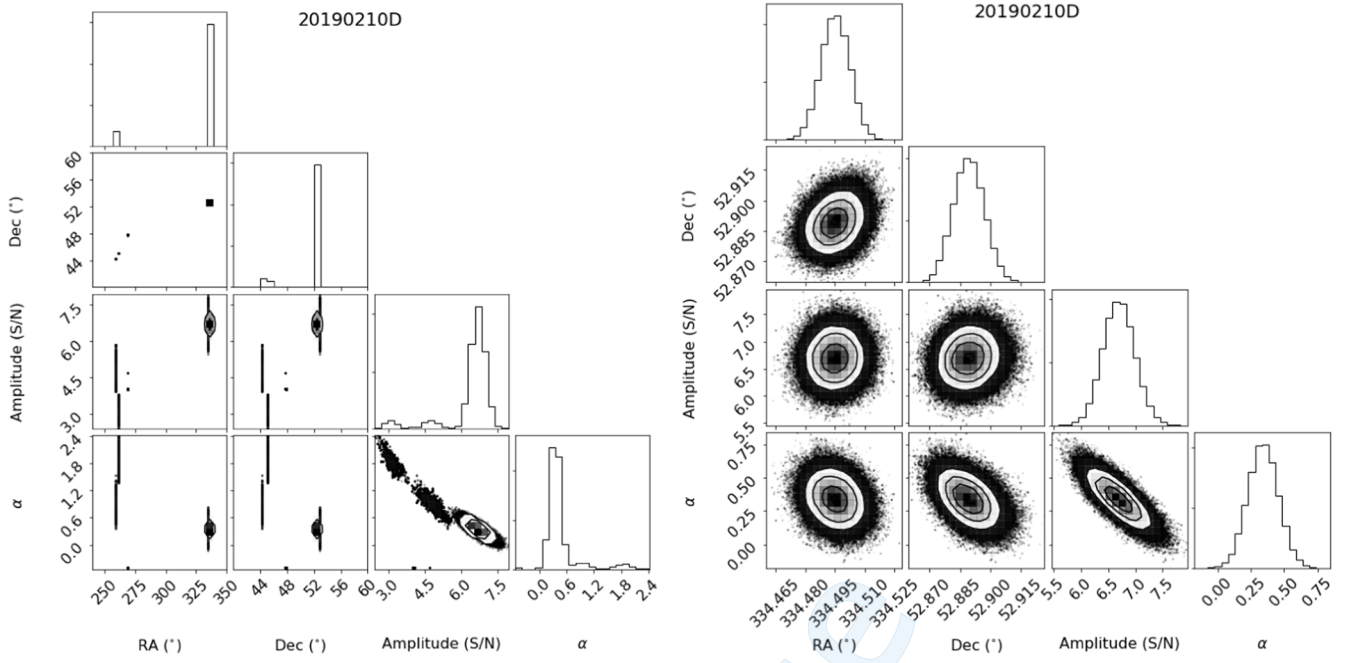 20190210D
20190210D
60
56
52
48
44
Dec (°)
7.5
6.0
4.5
3.0
Amplitude (S/N)
2.4
1.8
1.2
0.6
0.0
α
250 275 300 325 350
44 48 52 56 60
3.0 4.5 6.0 7.5
0.0 0.6 1.2 1.8 2.4
RA (°) Dec (°) Amplitude (S/N) α
52.915
52.900
52.885
52.870
Dec (°)
7.5
7.0
6.5
6.0
5.5
Amplitude (S/N)
0.75
0.50
0.25
0.00
α
334.465 334.480 334.495 334.510 334.525
52.870 52.885 52.900 52.915
5.5 6.0 6.5 7.0 7.5
0.00 0.25 0.50 0.75
RA (°) Dec (°) Amplitude (S/N) α